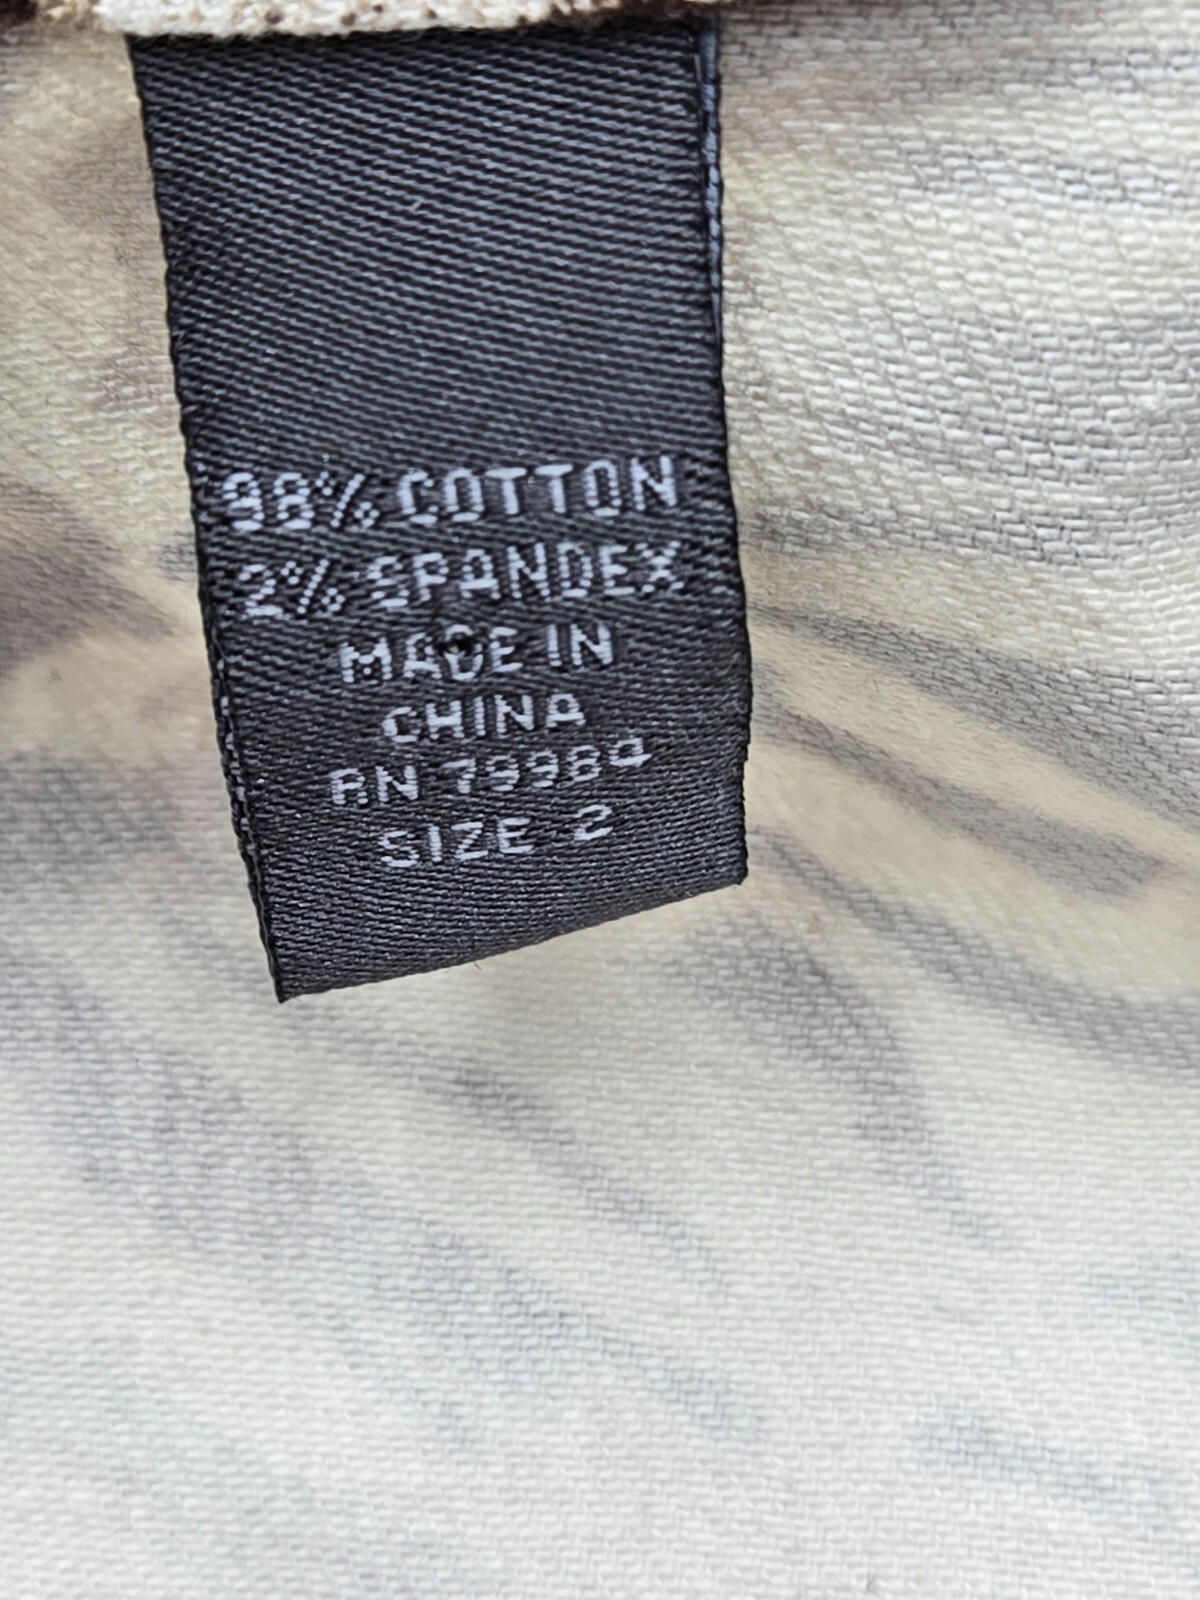 98% COTTON
2% SPANDEX
MADE IN
CHINA
RN 79984
SIZE 2